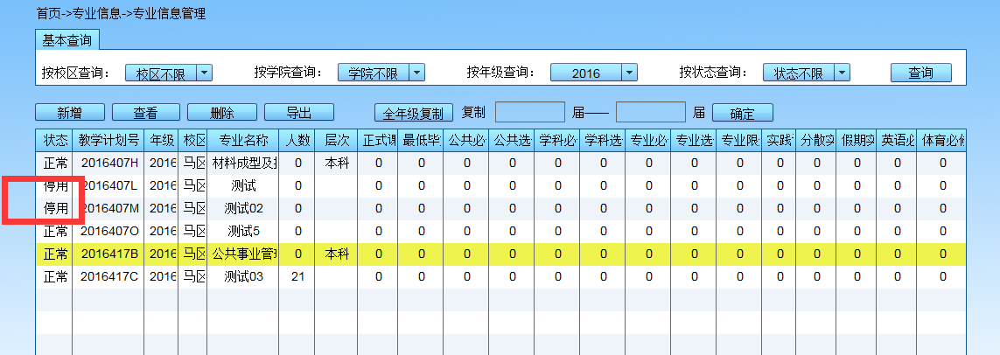 首页->专业信息->专业信息管理
基本查询
按校区查询： 校区不限 按学院查询： 学院不限 按年级查询： 2016 按状态查询： 状态不限 查询
新增 查看 删除 导出 全年级复制 复制 届—— 届 确定
状态 教学计划号 年级 校区 专业名称 人数 层次 正式课 最低毕 公共必 公共选 学科必 学科选 专业必 专业选 专业限 实践 分散实 假期实 英语必 体育必修
正常 2016407H 2016 马区 材料成型及 0 本科 0 0 0 0 0 0 0 0 0 0 0 0 0 0
停用 2016407L 2016 马区 测试 0 0 0 0 0 0 0 0 0 0 0 0 0 0 0
停用 2016407M 2016 马区 测试02 0 0 0 0 0 0 0 0 0 0 0 0 0 0 0
正常 2016407O 2016 马区 测试5 0 0 0 0 0 0 0 0 0 0 0 0 0 0 0
正常 2016417B 2016 马区 公共事业管理 0 本科 0 0 0 0 0 0 0 0 0 0 0 0 0 0
正常 2016417C 2016 马区 测试03 21 0 0 0 0 0 0 0 0 0 0 0 0 0 0